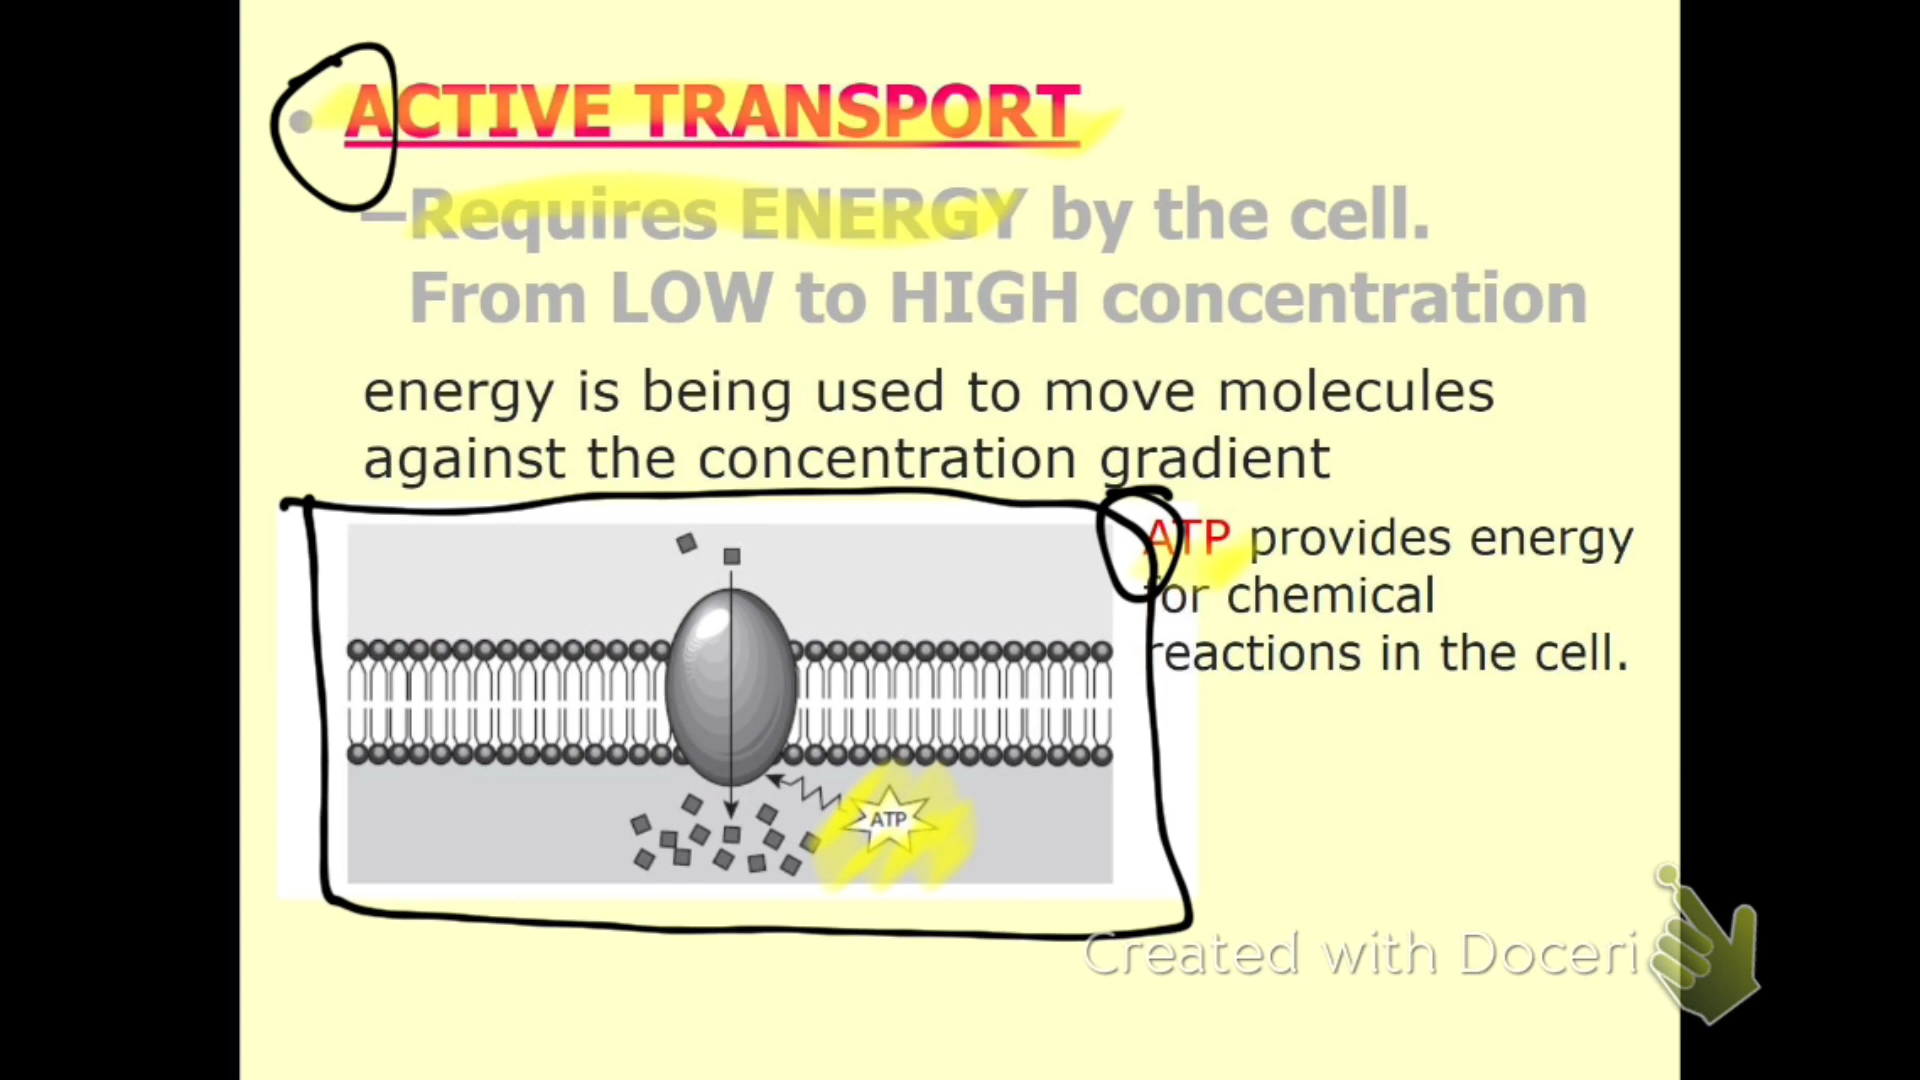 ACTIVE TRANSPORT
–Requires ENERGY by the cell.
From LOW to HIGH concentration
energy is being used to move molecules
against the concentration gradient
ATP provides energy
for chemical
reactions in the cell.
ATP
Created with Doceri